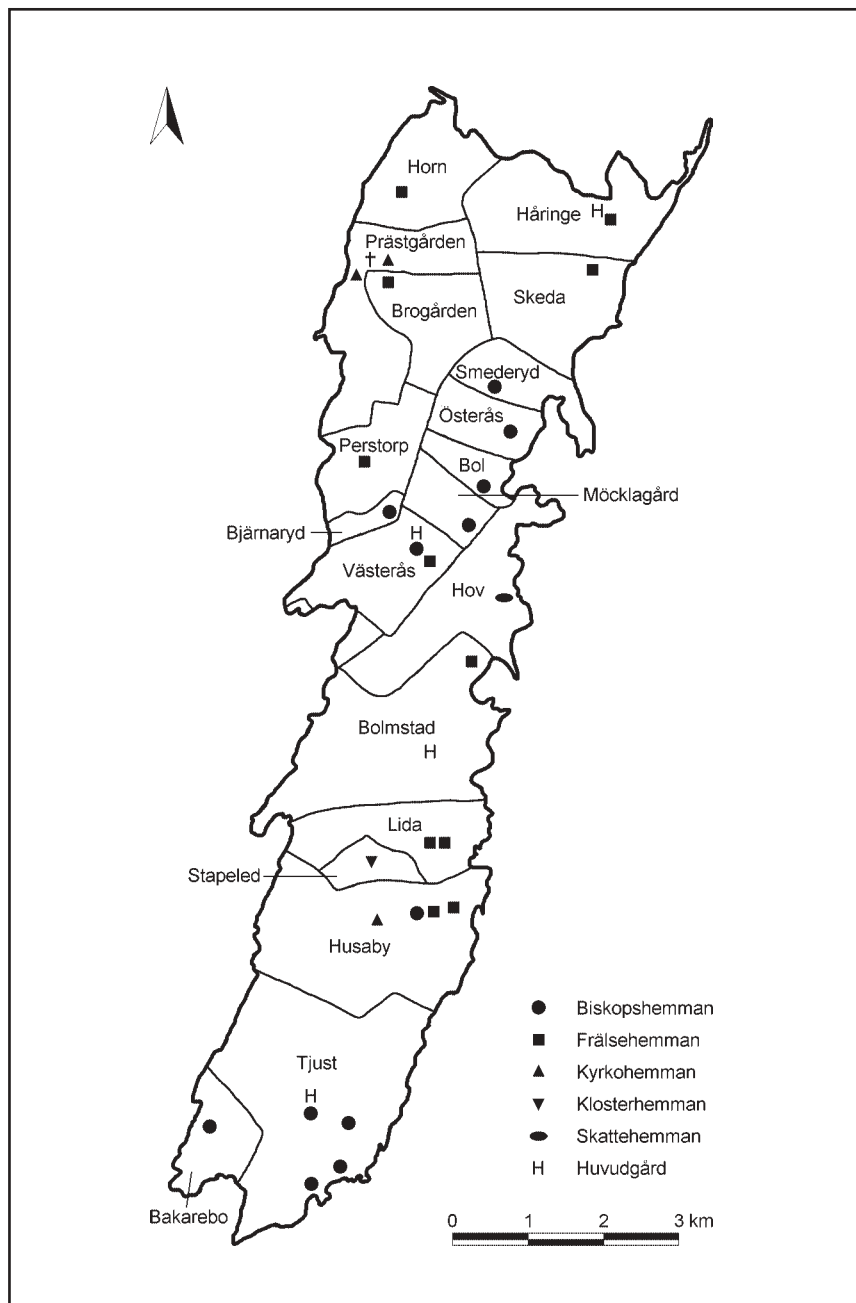 Horn
Håringe H
Prästgården
Skeda
Brogården
Smederyd
Österås
Perstorp
Bol
Möcklagård
Bjärnaryd
H
Västerås
Hov
Bolmstad
H
Lida
Stapeled
Husaby
Biskopshemman
Frälsehemman
Tjust
Kyrkohemman
H
Klosterhemman
Skattehemman
H Huvudgård
Bakarebo
0 1 2 3 km